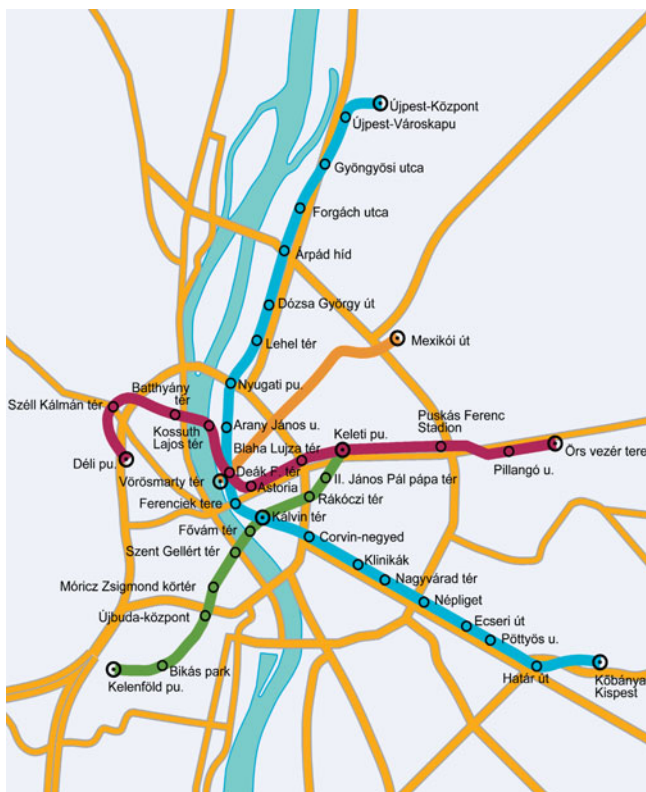 Újpest-Központ
Újpest-Városkapu
Gyöngyösi utca
Forgách utca
Árpád híd
Dózsa György út
Lehel tér
Mexikói út
Nyugati pu.
Batthyány
tér
Széll Kálmán tér
Kossuth
Lajos tér
Arany János u.
Puskás Ferenc
Stadion
Keleti pu.
Blaha Lujza tér
Örs vezér tere
Déli pu.
Pillangó u.
Deák F. tér
Vörösmarty tér
Astoria
II. János Pál pápa tér
Rákóczi tér
Ferenciek tere
Kálvin tér
Fővám tér
Corvin-negyed
Szent Gellért tér
Klinikák
Nagyvárad tér
Móricz Zsigmond körtér
Népliget
Újbuda-központ
Ecseri út
Pöttyös u.
Bikás park
Kelenföld pu.
Határ út
Kőbánya
Kispest